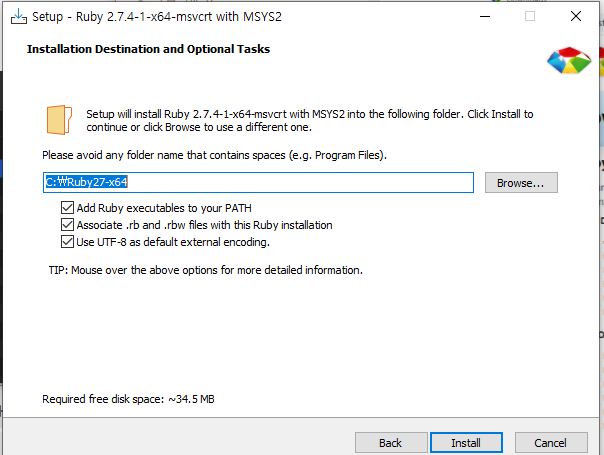 Setup - Ruby 2.7.4-1-x64-msvcrt with MSYS2
Installation Destination and Optional Tasks
Setup will install Ruby 2.7.4-1-x64-msvcrt with MSYS2 into the following folder. Click Install to
continue or click Browse to use a different one.
Please avoid any folder name that contains spaces (e.g. Program Files).
C:₩Ruby27-x64
Browse...
Add Ruby executables to your PATH
Associate .rb and .rbw files with this Ruby installation
Use UTF-8 as default external encoding.
TIP: Mouse over the above options for more detailed information.
Required free disk space: ~34.5 MB
Back
Install
Cancel